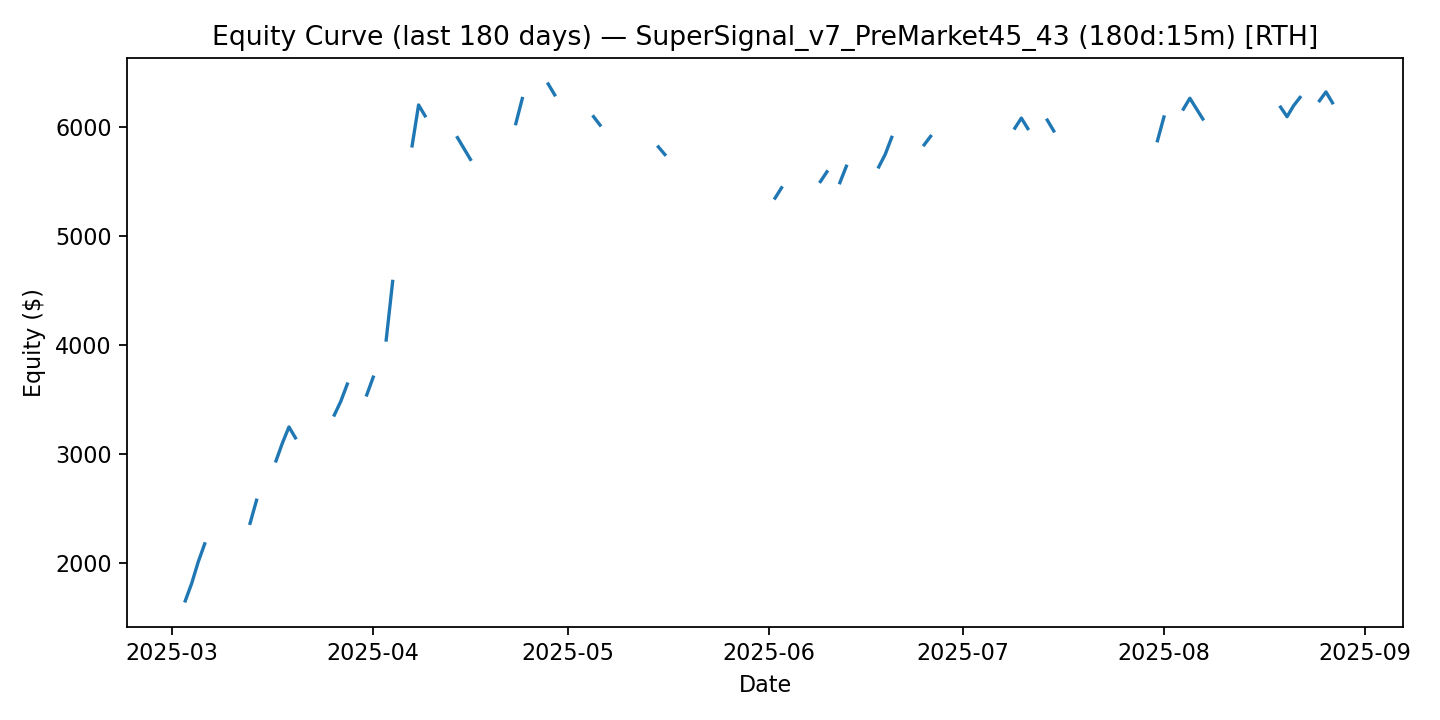 Equity Curve (last 180 days) — SuperSignal_v7_PreMarket45_43 (180d:15m) [RTH]
Equity ($)
6000
5000
4000
3000
2000
2025-03 2025-04 2025-05 2025-06 2025-07 2025-08 2025-09
Date